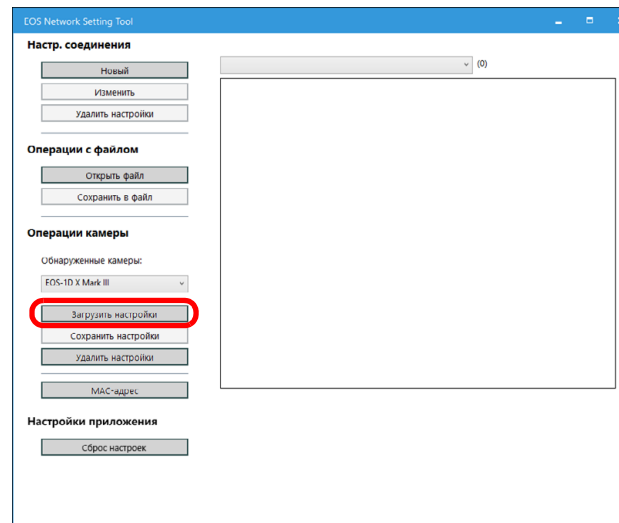 EOS Network Setting Tool
Настр. соединения
Новый
(0)
Изменить
Удалить настройки
Операции с файлом
Открыть файл
Сохранить в файл
Операции камеры
Обнаруженные камеры:
EOS-1D X Mark III
Загрузить настройки
Сохранить настройки
Удалить настройки
MAC-адрес
Настройки приложения
Сброс настроек